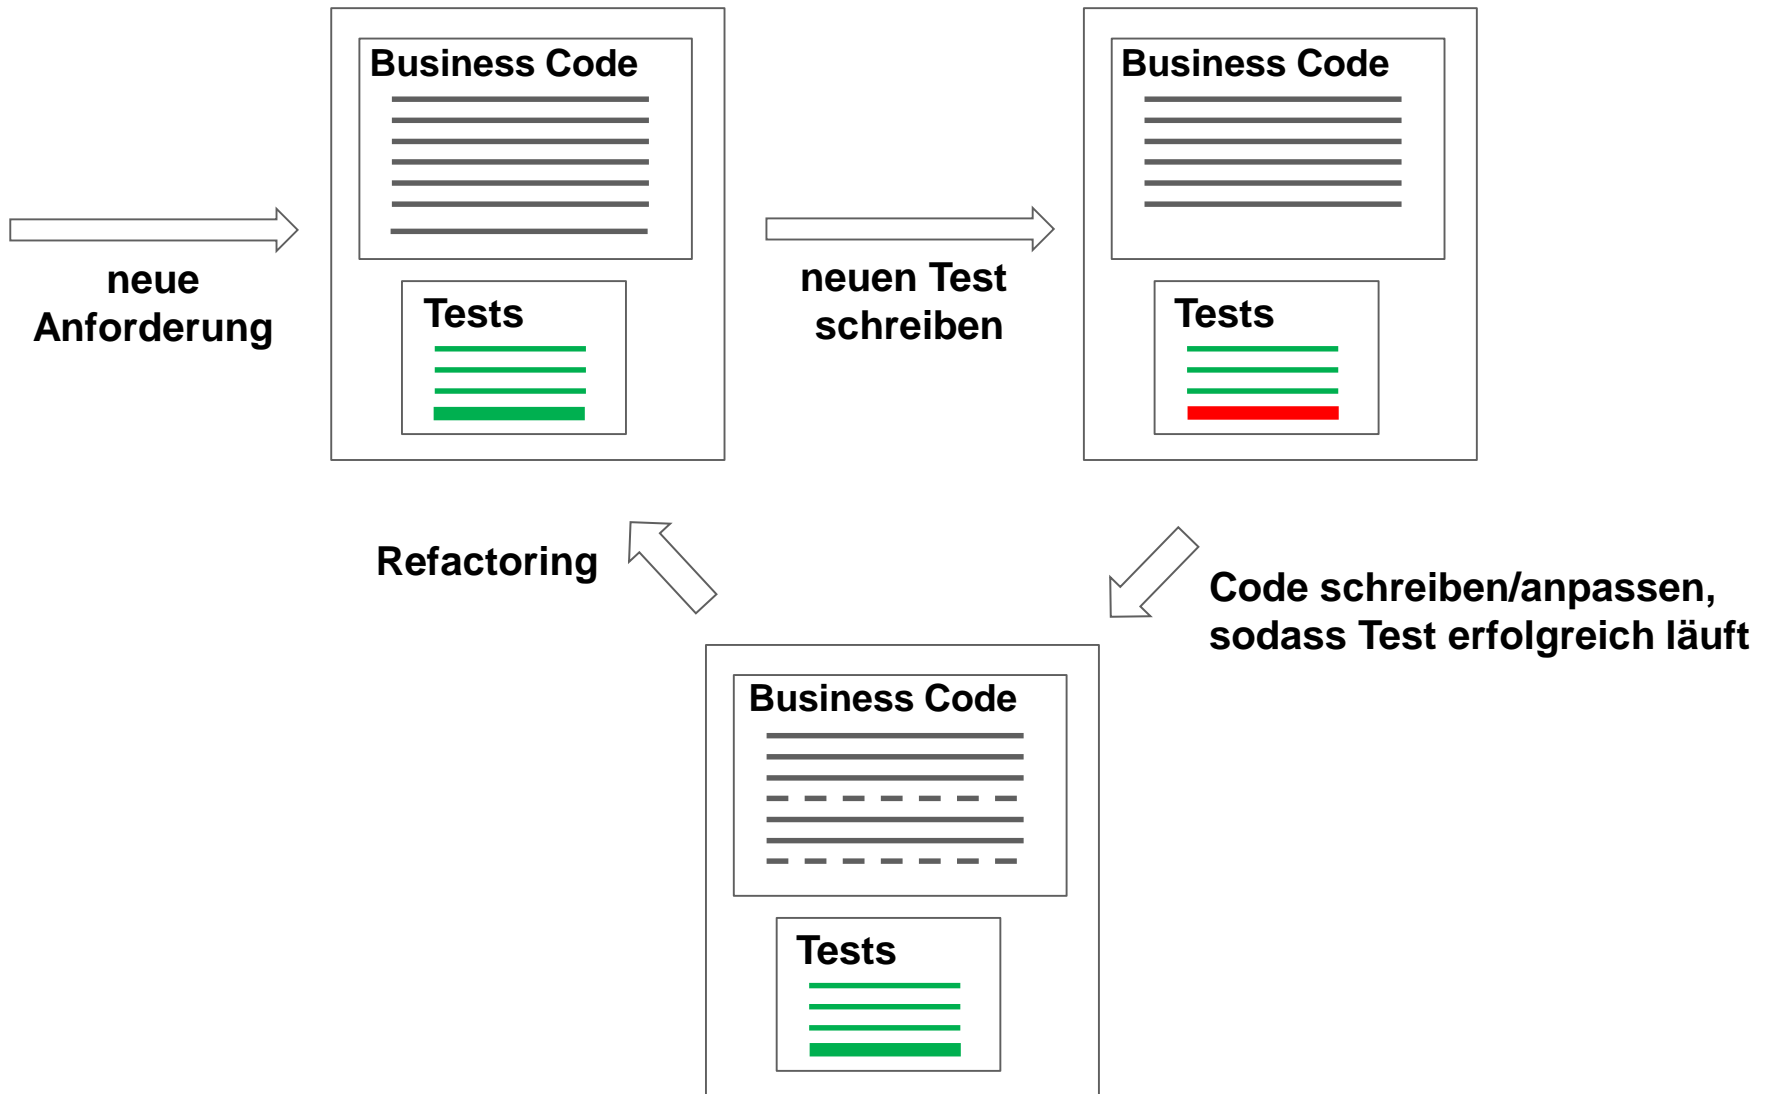 Business Code
Tests
neue
Anforderung
neuen Test
schreiben
Business Code
Tests
Refactoring
Code schreiben/anpassen,
sodass Test erfolgreich läuft
Business Code
Tests